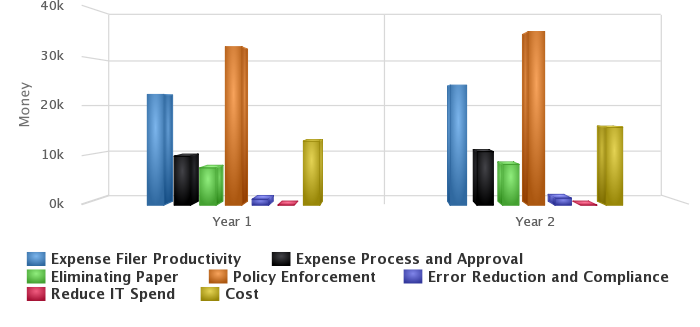 40k
30k
20k
10k
0k
Money
Year 1
Year 2
Expense Filer Productivity
Expense Process and Approval
Eliminating Paper
Policy Enforcement
Error Reduction and Compliance
Reduce IT Spend
Cost